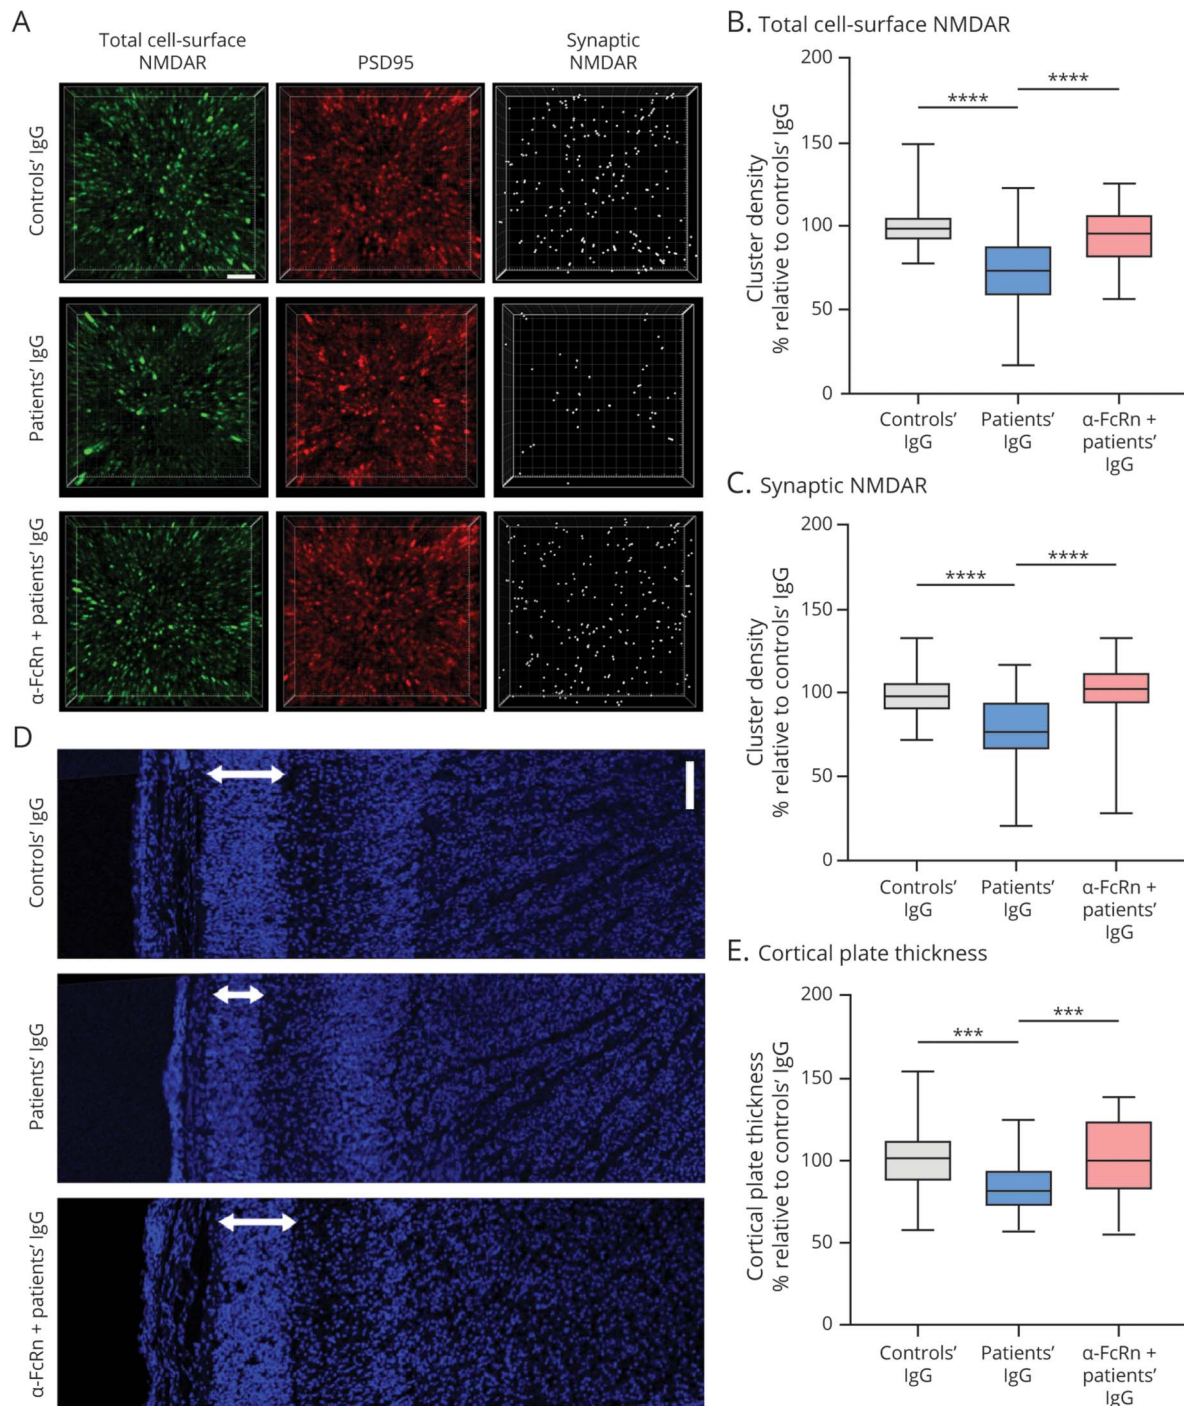 A
Total cell-surface
NMDAR
PSD95
Synaptic
NMDAR
Controls’ IgG
Patients’ IgG
α-FcRn + patients’ IgG
B. Total cell-surface NMDAR
Cluster density
% relative to controls’ IgG
200
150
100
50
0
****
****
Controls’
IgG
Patients’
IgG
α-FcRn +
patients’
IgG
C. Synaptic NMDAR
Cluster density
% relative to controls’ IgG
200
150
100
50
0
****
****
Controls’
IgG
Patients’
IgG
α-FcRn +
patients’
IgG
D
Controls’ IgG
Patients’ IgG
α-FcRn + patients’ IgG
E. Cortical plate thickness
Cortical plate thickness
% relative to controls’ IgG
200
150
100
50
0
***
***
Controls’
IgG
Patients’
IgG
α-FcRn +
patients’
IgG